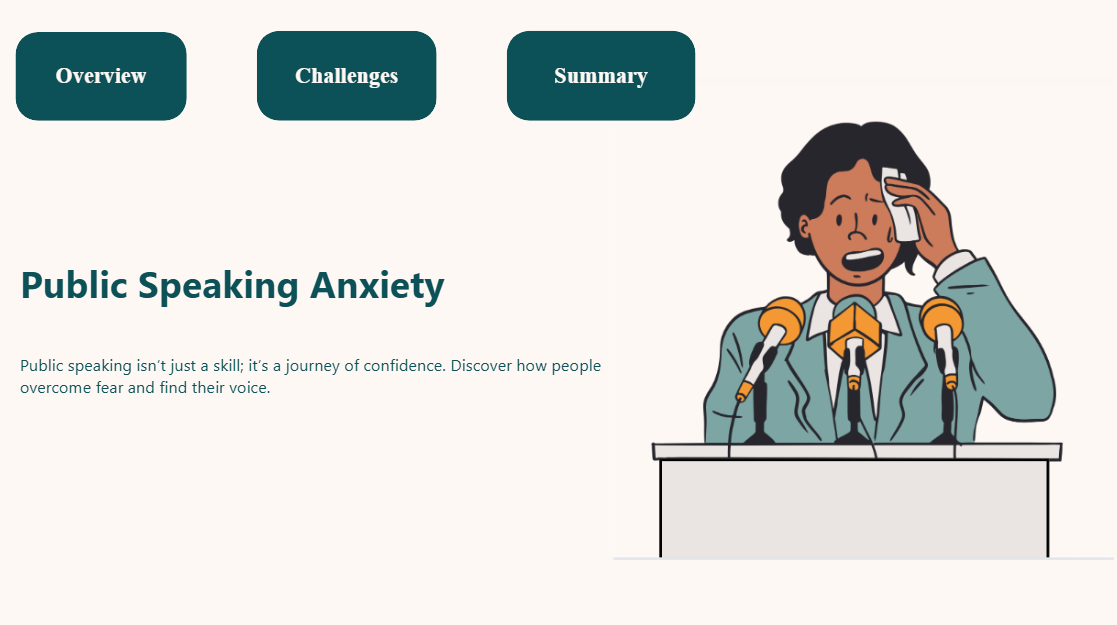 Overview
Challenges
Summary
Public Speaking Anxiety
Public speaking isn’t just a skill; it’s a journey of confidence. Discover how people
overcome fear and find their voice.